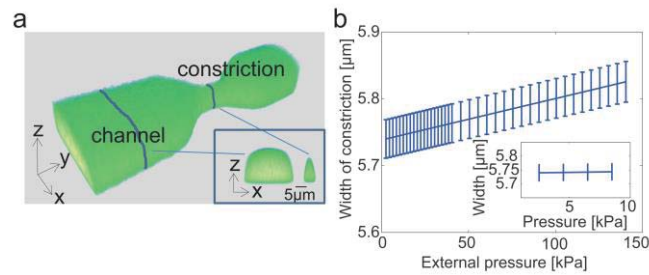 a
constriction
channel
z
y
x
z
x
5µm
b
Width of constriction [µm]
5.9
5.8
5.7
5.6
0
50
100
150
External pressure [kPa]
Width [µm]
5.8
5.75
5.7
5
10
Pressure [kPa]